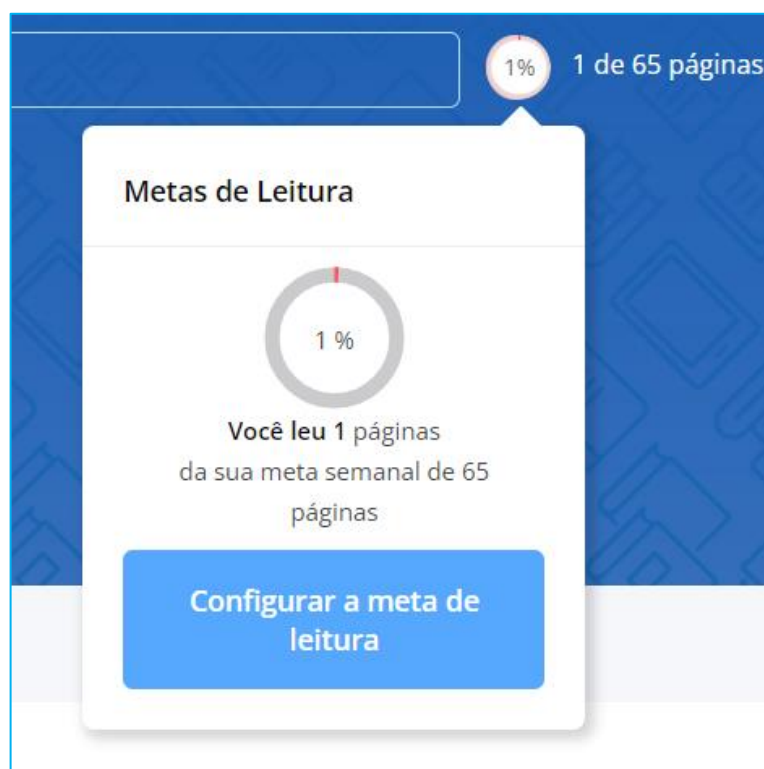 1%
1 de 65 páginas
Metas de Leitura
1 %
Você leu 1 páginas
da sua meta semanal de 65
páginas
Configurar a meta de
leitura